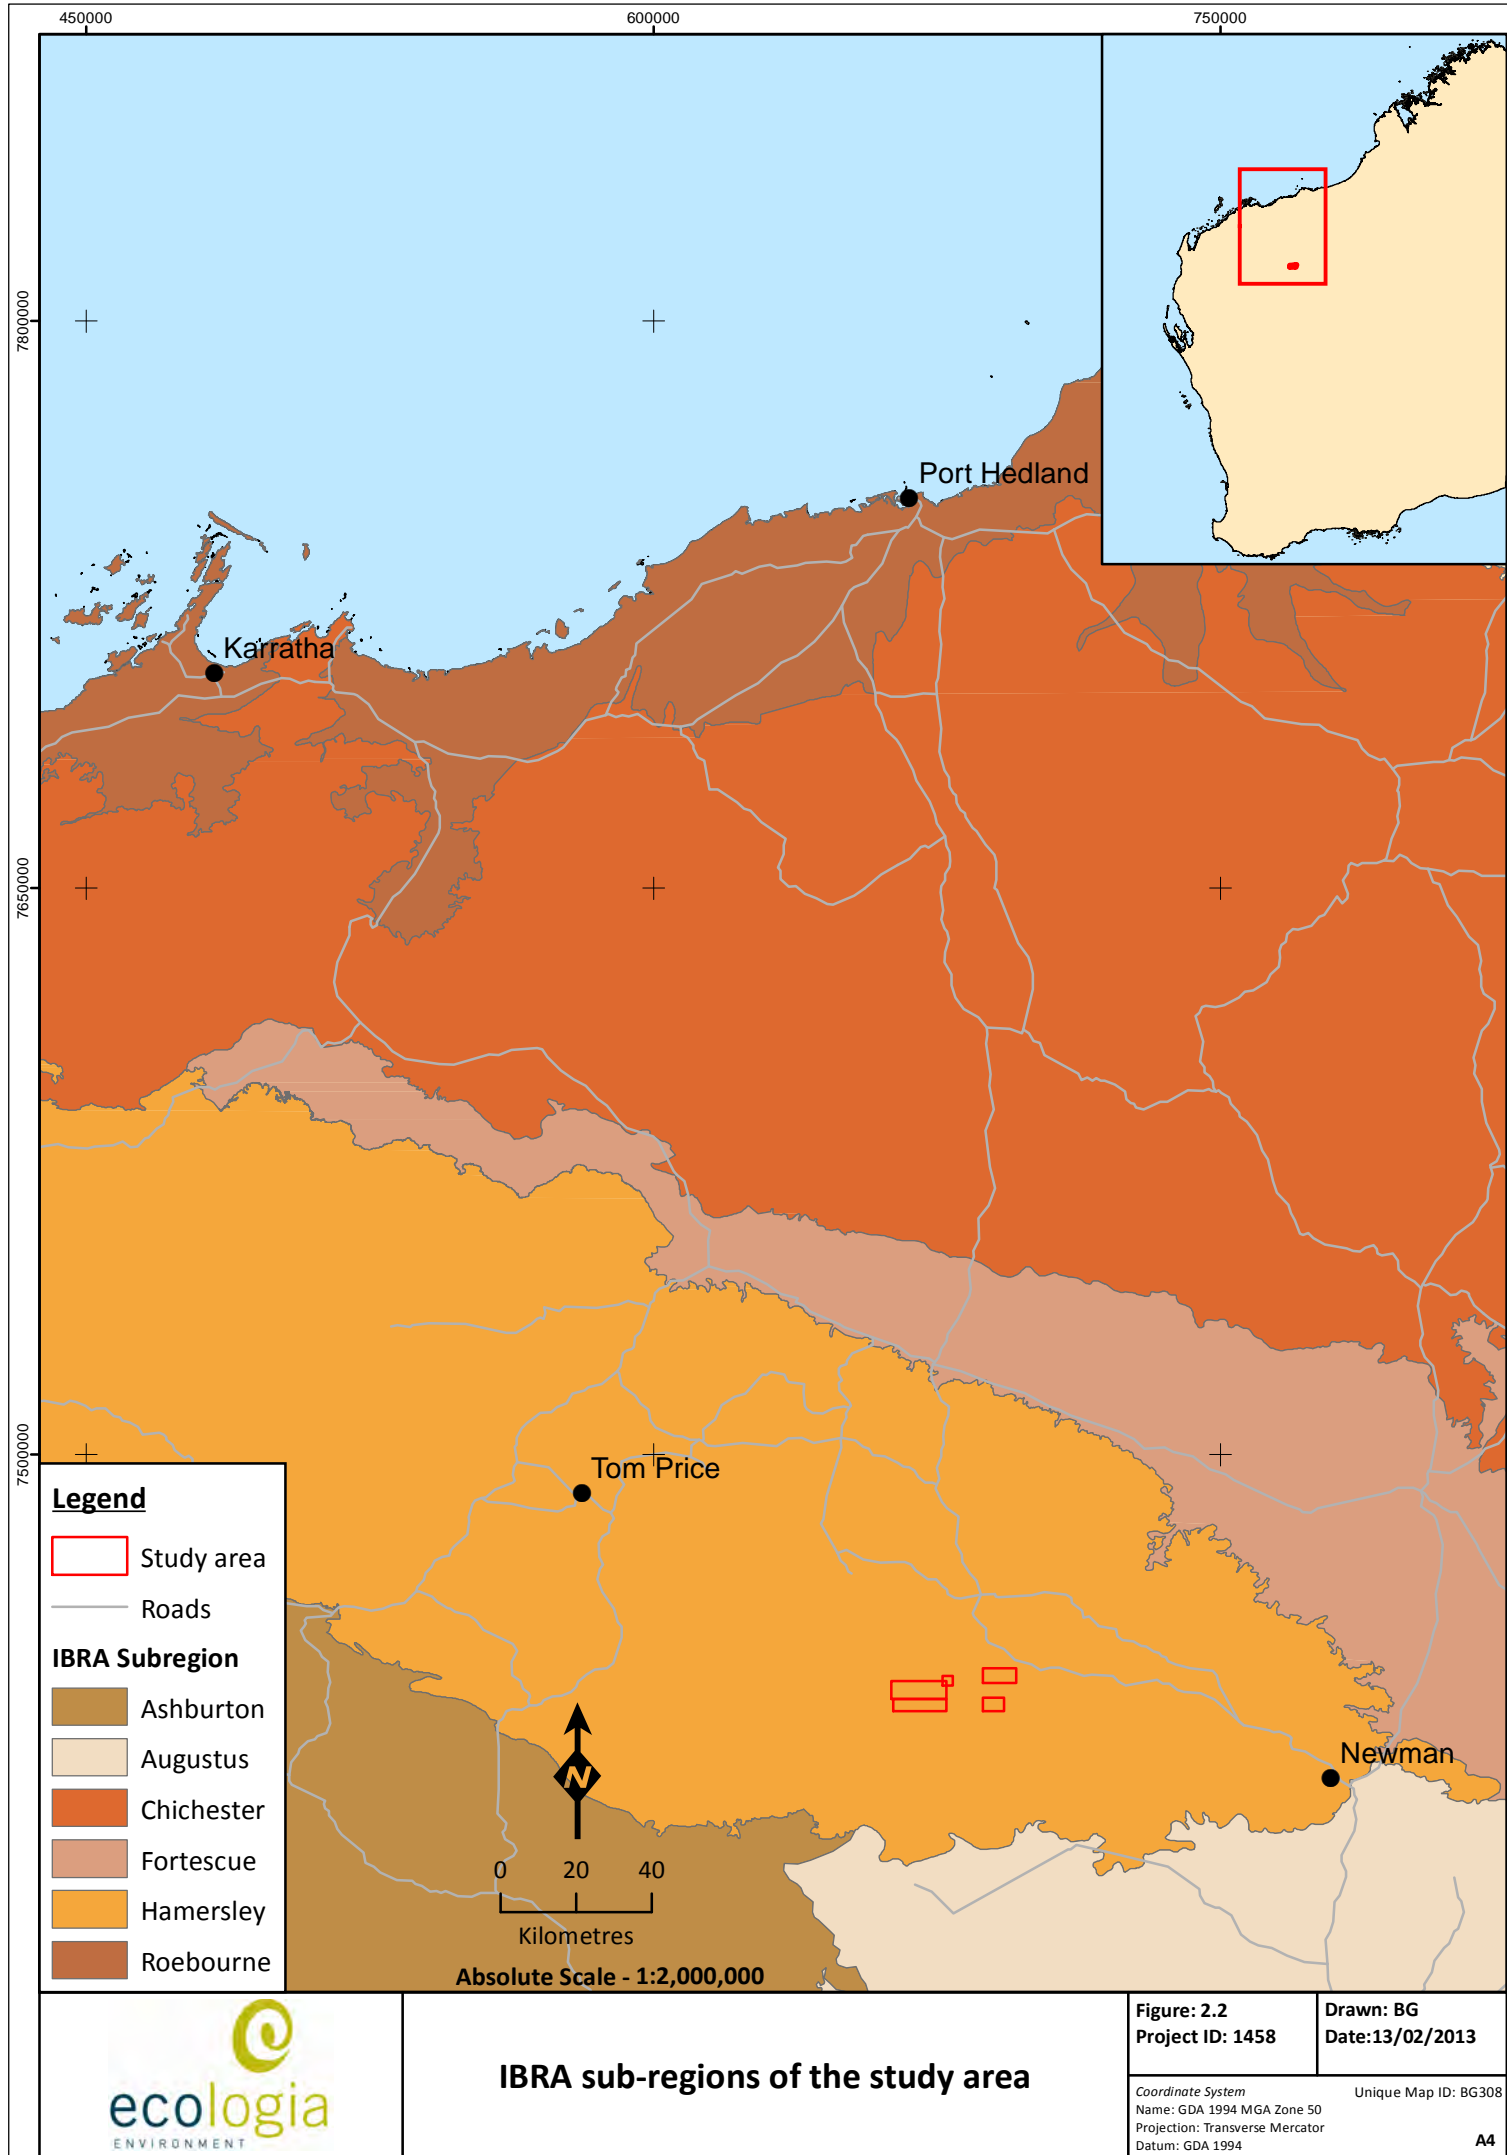 450000
600000
750000
7800000
7650000
7500000
Port Hedland
Karratha
Tom Price
Newman
Legend
Study area
Roads
IBRA Subregion
Ashburton
Augustus
Chichester
Fortescue
Hamersley
Roebourne
N
0 20 40
Kilometres
Absolute Scale - 1:2,000,000
ecologia
ENVIRONMENT
IBRA sub-regions of the study area
Figure: 2.2
Project ID: 1458
Drawn: BG
Date:13/02/2013
Coordinate System
Name: GDA 1994 MGA Zone 50
Projection: Transverse Mercator
Datum: GDA 1994
Unique Map ID: BG308
A4